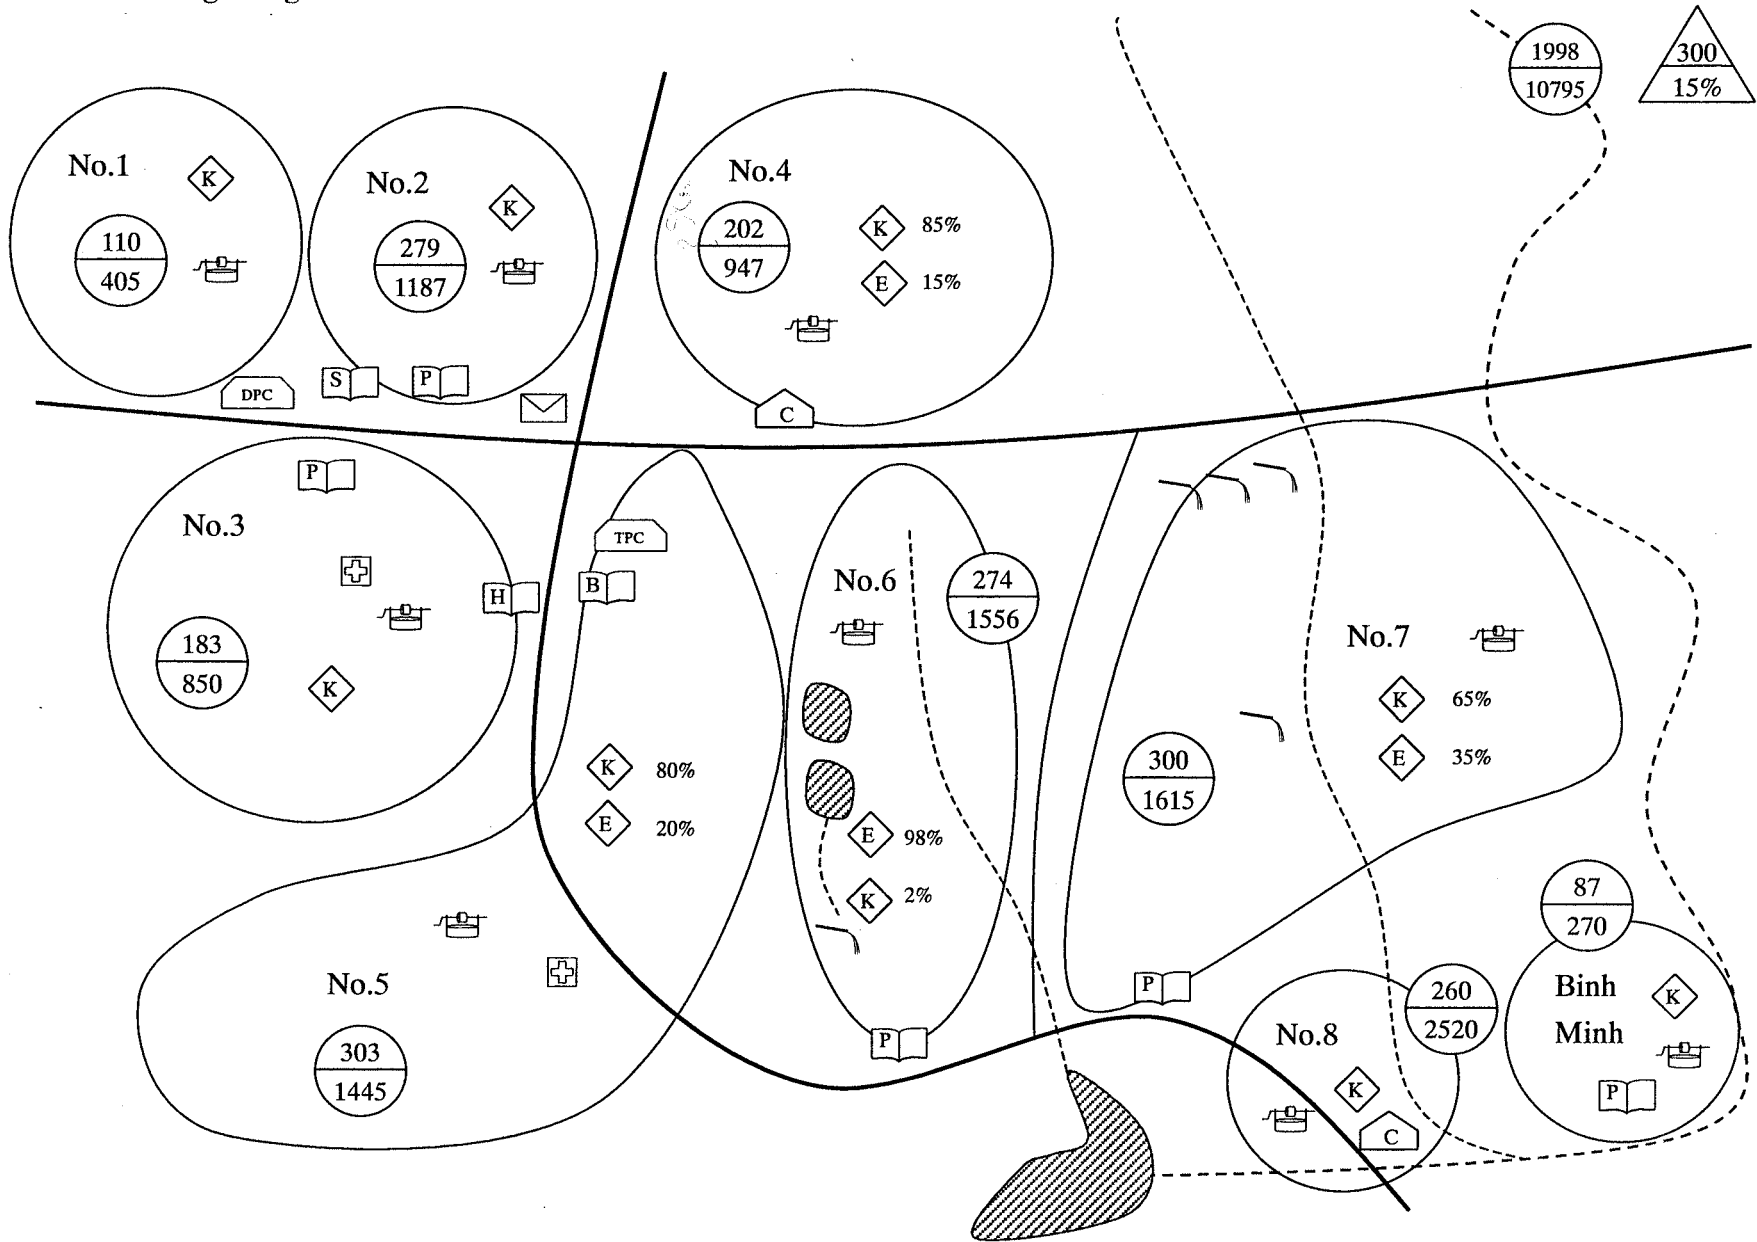 1998
10795
300
15%
No.1
K
110
405
No.2
K
279
1187
No.4
202
947
K 85%
E 15%
DPC
S
P
C
P
No.3
H
183
850
K
TPC
B
K 80%
E 20%
No.5
303
1445
No.6
274
1556
E 98%
K 2%
P
No.7
K 65%
E 35%
300
1615
P
No.8
260
2520
K
C
87
270
Binh
Minh
K
P